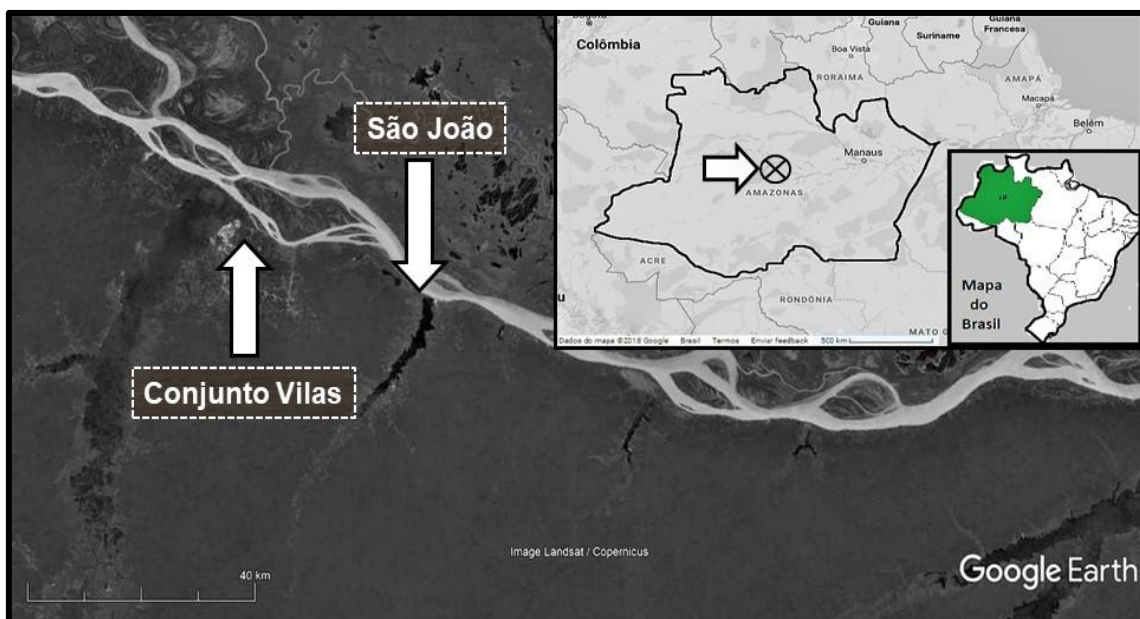 São João
Conjunto Vilas
Image Landsat / Copernicus
40 km
Google Earth
Colômbia
Boa Vista
RORAIMA
Guiana
Suriname
Guiana
Francesa
AMAPÁ
Macapá
Belém
Manaus
AMAZONAS
ACRE
RONDÔNIA
MATO G
u
Dados do mapa ©2018 Google Brasil Termos Enviar feedback 500 km
Mapa
do
Brasil